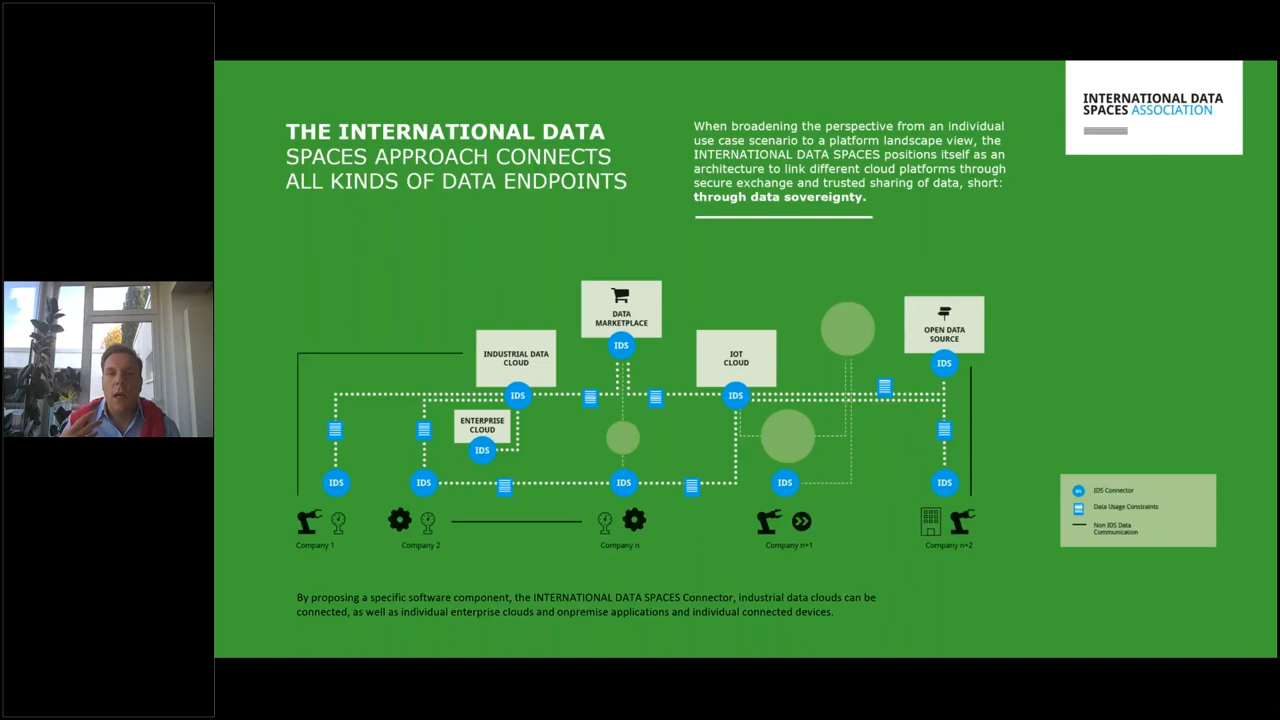 THE INTERNATIONAL DATA
SPACES APPROACH CONNECTS
ALL KINDS OF DATA ENDPOINTS
When broadening the perspective from an individual
use case scenario to a platform landscape view, the
INTERNATIONAL DATA SPACES positions itself as an
architecture to link different cloud platforms through
secure exchange and trusted sharing of data, short:
through data sovereignty.
INTERNATIONAL DATA
SPACES ASSOCIATION
DATA
MARKETPLACE
IDS
OPEN DATA
SOURCE
IDS
INDUSTRIAL DATA
CLOUD
IDS
IOT
CLOUD
IDS
ENTERPRISE
CLOUD
IDS
IDS
IDS
IDS
IDS
IDS
Company 1
Company 2
Company n
Company n+1
Company n+2
IDS
IDS Connector
Data Usage Constraints
Non IDS Data
Communication
By proposing a specific software component, the INTERNATIONAL DATA SPACES Connector, industrial data clouds can be
connected, as well as individual enterprise clouds and onpremise applications and individual connected devices.